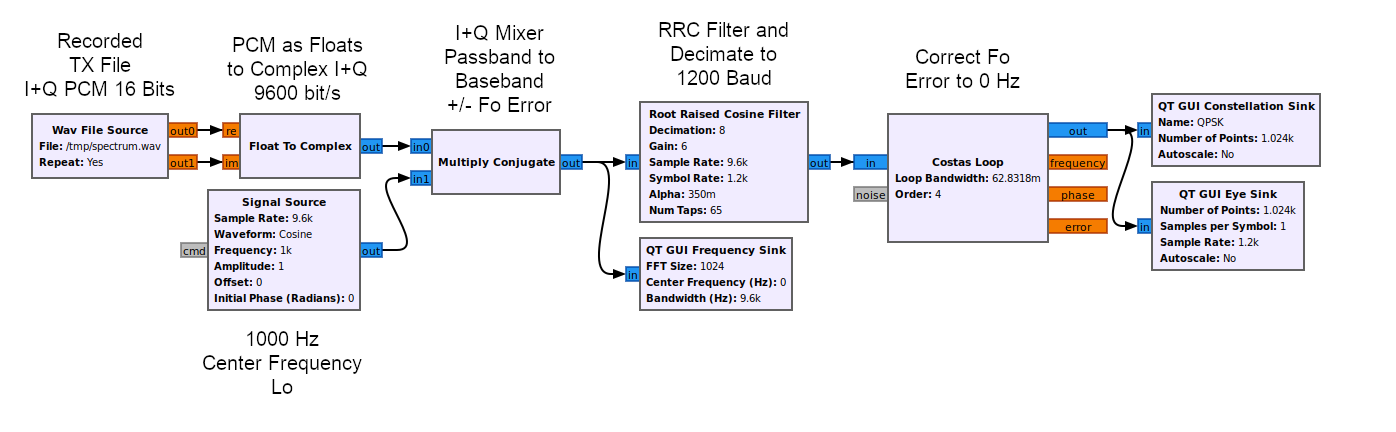 Recorded
TX File
I+Q PCM 16 Bits
PCM as Floats
to Complex I+Q
9600 bit/s
I+Q Mixer
Passband to
Baseband
+/- Fo Error
RRC Filter and
Decimate to
1200 Baud
Correct Fo
Error to 0 Hz
Wav File Source
File: /tmp/spectrum.wav
Repeat: Yes
out0
out1
re
im
Float To Complex
out
Signal Source
Sample Rate: 9.6k
Waveform: Cosine
Frequency: 1k
Amplitude: 1
Offset: 0
Initial Phase (Radians): 0
cmd
out
1000 Hz
Center Frequency
Lo
in0
in1
Multiply Conjugate
out
in
Root Raised Cosine Filter
Decimation: 8
Gain: 6
Sample Rate: 9.6k
Symbol Rate: 1.2k
Alpha: 350m
Num Taps: 65
out
in
QT GUI Frequency Sink
FFT Size: 1024
Center Frequency (Hz): 0
Bandwidth (Hz): 9.6k
in
noise
Costas Loop
Loop Bandwidth: 62.8318m
Order: 4
out
frequency
phase
error
in
QT GUI Constellation Sink
Name: QPSK
Number of Points: 1.024k
Autoscale: No
in
QT GUI Eye Sink
Number of Points: 1.024k
Samples per Symbol: 1
Sample Rate: 1.2k
Autoscale: No